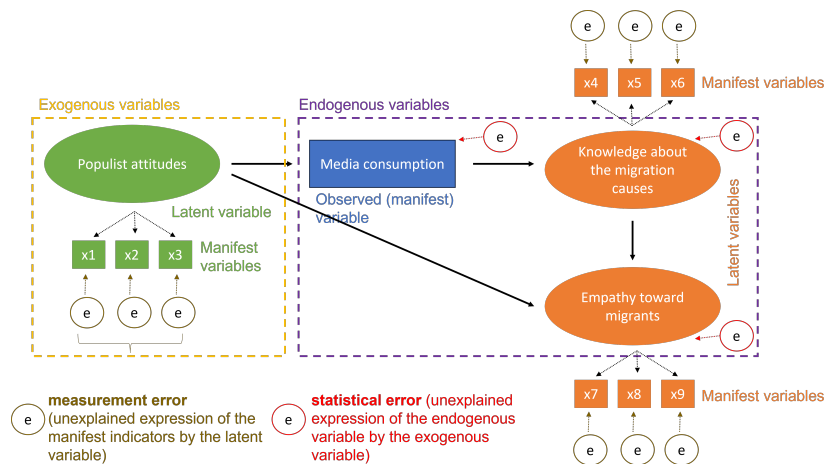 e e e
x4 x5 x6
Manifest variables
Exogenous variables
Endogenous variables
e
e
Populist attitudes
Media consumption
Knowledge about
the migration
causes
Latent variable
Observed (manifest)
variable
Latent variables
x1 x2 x3
Manifest
variables
e e e
Empathy toward
migrants
e
x7 x8 x9
Manifest variables
e e e
e
measurement error
(unexplained expression of the
manifest indicators by the latent
variable)
e
statistical error (unexplained
expression of the endogenous
variable by the exogenous
variable)